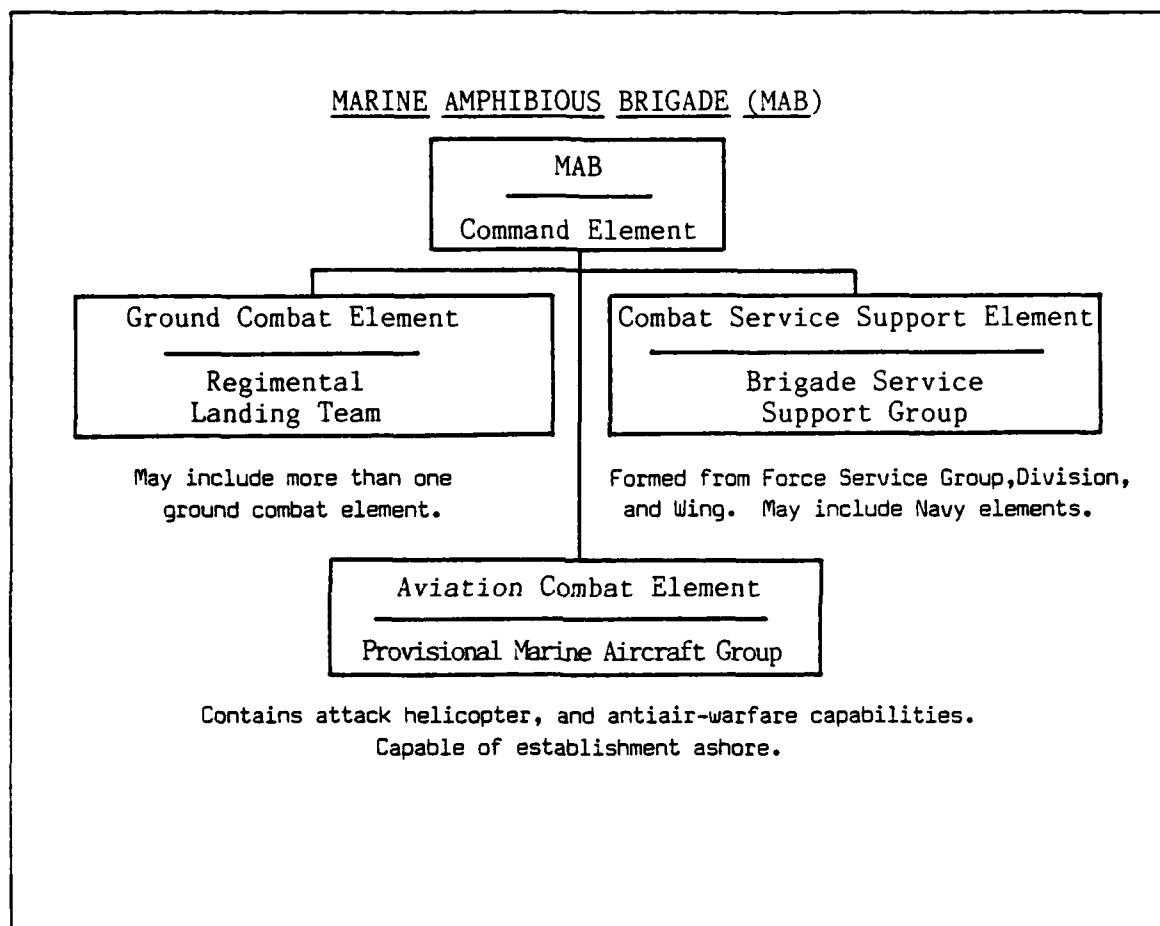 MARINE AMPHIBIOUS BRIGADE (MAB)
MAB
Command Element
Ground Combat Element
Regimental
Landing Team
May include more than one
ground combat element.
Combat Service Support Element
Brigade Service
Support Group
Formed from Force Service Group,Division,
and Wing. May include Navy elements.
Aviation Combat Element
Provisional Marine Aircraft Group
Contains attack helicopter, and antiair-warfare capabilities.
Capable of establishment ashore.